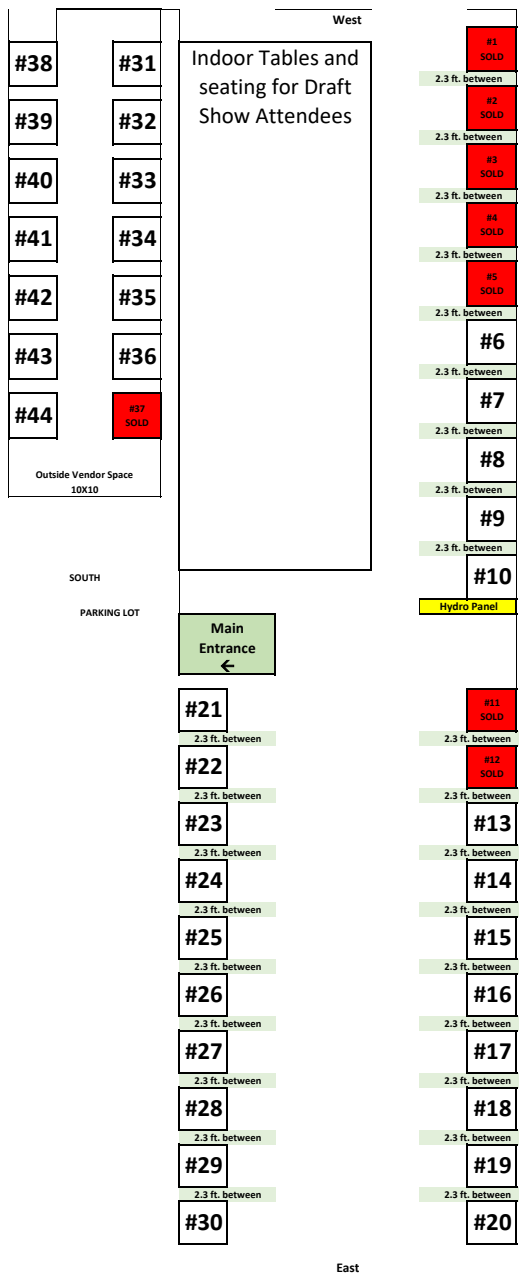 West
#38
#31
#39
#32
#40
#33
#41
#34
#42
#35
#43
#36
#44
#37
SOLD
Outside Vendor Space
10X10
Indoor Tables and
seating for Draft
Show Attendees
#1
SOLD
2.3 ft. between
#2
SOLD
2.3 ft. between
#3
SOLD
2.3 ft. between
#4
SOLD
2.3 ft. between
#5
SOLD
2.3 ft. between
#6
2.3 ft. between
#7
2.3 ft. between
#8
2.3 ft. between
#9
2.3 ft. between
#10
Hydro Panel
SOUTH
PARKING LOT
Main
Entrance
←
#21
2.3 ft. between
#22
2.3 ft. between
#23
2.3 ft. between
#24
2.3 ft. between
#25
2.3 ft. between
#26
2.3 ft. between
#27
2.3 ft. between
#28
2.3 ft. between
#29
2.3 ft. between
#30
#11
SOLD
2.3 ft. between
#12
SOLD
2.3 ft. between
#13
2.3 ft. between
#14
2.3 ft. between
#15
2.3 ft. between
#16
2.3 ft. between
#17
2.3 ft. between
#18
2.3 ft. between
#19
2.3 ft. between
#20
East